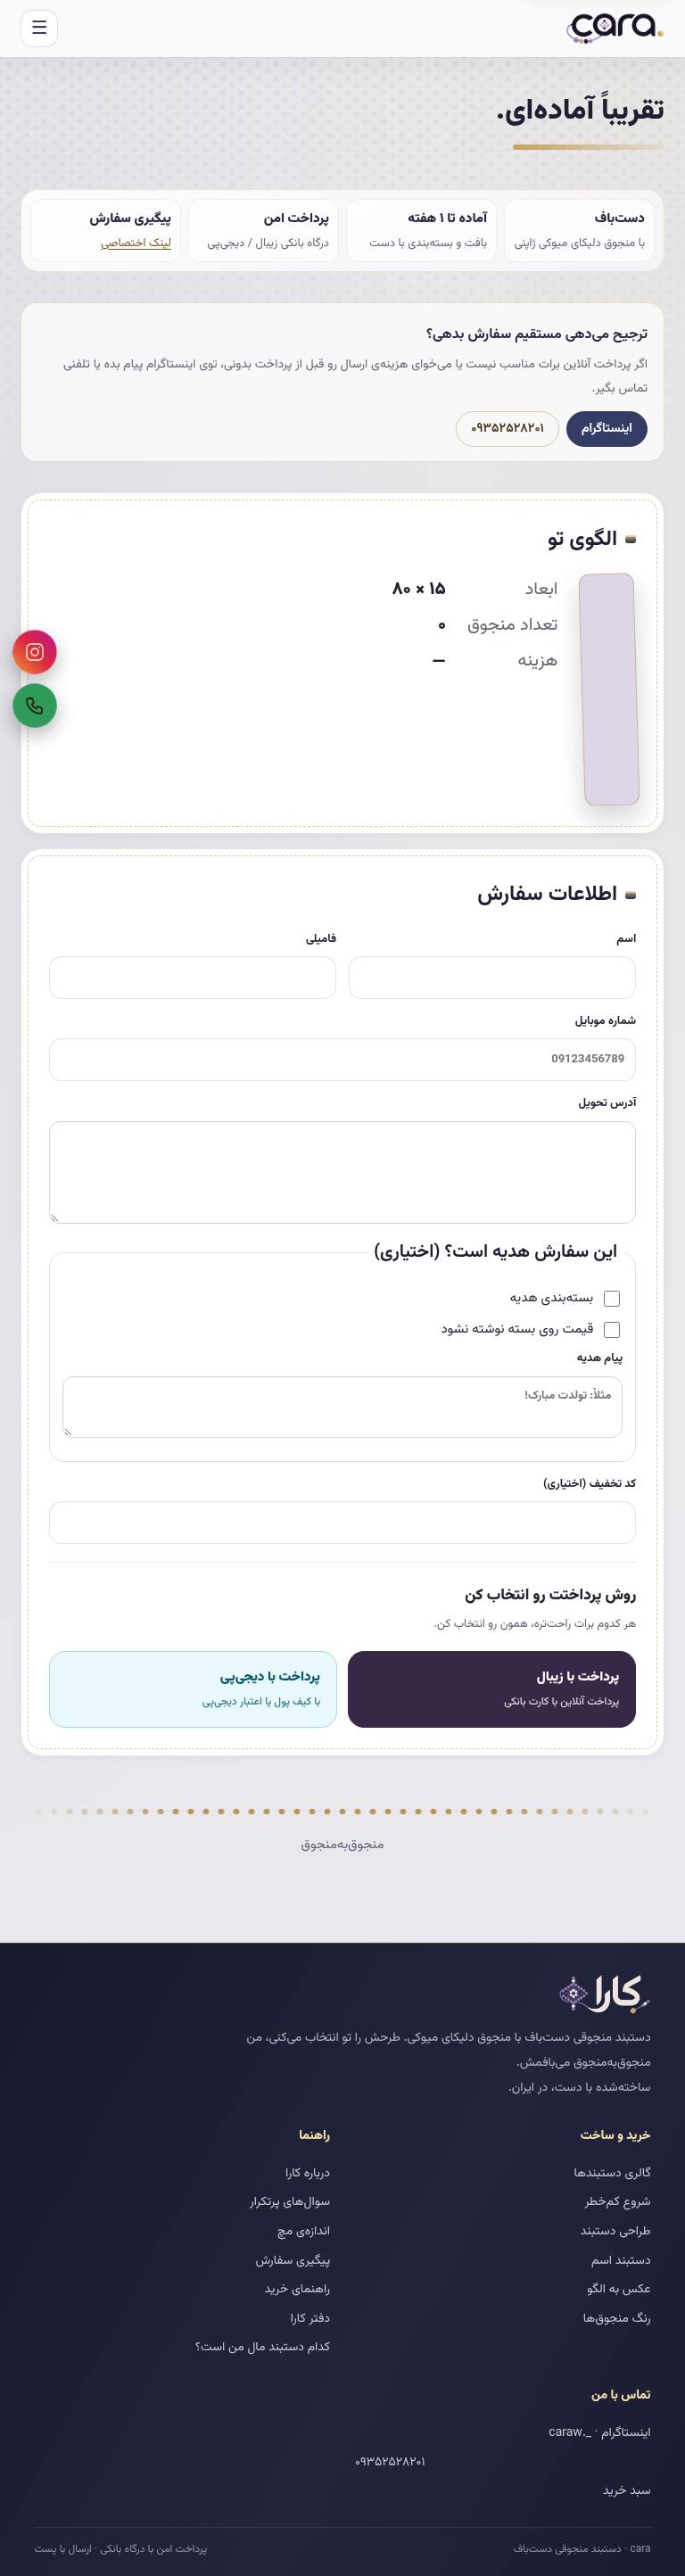 cara.
☰
تقریباً آماده‌ای.
دست‌باف
با منجوق دلیکای میوکی ژاپنی
آماده تا ۱ هفته
بافت و بسته‌بندی با دست
پرداخت امن
درگاه بانکی زیبال / دیجی‌پی
پیگیری سفارش
لینک اختصاصی
ترجیح می‌دهی مستقیم سفارش بدهی؟
اگر پرداخت آنلاین برات مناسب نیست یا می‌خوای هزینه‌ی ارسال رو قبل از پرداخت بدونی، توی اینستاگرام پیام بده یا تلفنی
تماس بگیر.
اینستاگرام
۰۹۳۵۲۵۲۸۲۰۱
الگوی تو
ابعاد
۱۵ × ۸۰
تعداد منجوق
۰
هزینه
—
اطلاعات سفارش
اسم
فامیلی
شماره موبایل
09123456789
آدرس تحویل
این سفارش هدیه است؟ (اختیاری)
بسته‌بندی هدیه
قیمت روی بسته نوشته نشود
پیام هدیه
مثلاً: تولدت مبارک!
کد تخفیف (اختیاری)
روش پرداختت رو انتخاب کن
هر کدوم برات راحت‌تره، همون رو انتخاب کن.
پرداخت با زیبال
پرداخت آنلاین با کارت بانکی
پرداخت با دیجی‌پی
با کیف پول یا اعتبار دیجی‌پی
منجوق‌به‌منجوق
کارا
دستبند منجوقی دست‌باف با منجوق دلیکای میوکی. طرحش را تو انتخاب می‌کنی، من
منجوق‌به‌منجوق می‌بافمش.
ساخته‌شده با دست، در ایران.
خرید و ساخت
گالری دستبندها
شروع کم‌خطر
طراحی دستبند
دستبند اسم
عکس به الگو
رنگ منجوق‌ها
راهنما
درباره کارا
سوال‌های پرتکرار
اندازه‌ی مچ
پیگیری سفارش
راهنمای خرید
دفتر کارا
کدام دستبند مال من است؟
تماس با من
اینستاگرام · caraw._
۰۹۳۵۲۵۲۸۲۰۱
سبد خرید
cara · دستبند منجوقی دست‌باف
پرداخت امن با درگاه بانکی · ارسال با پست